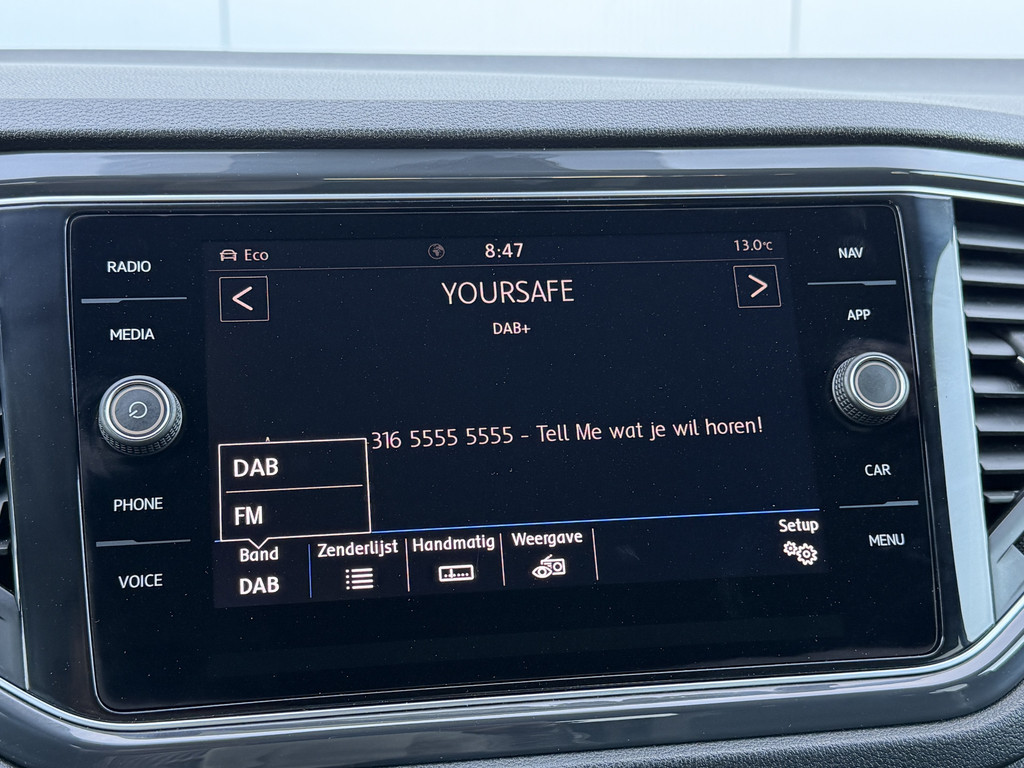 RADIO
MEDIA
PHONE
VOICE
Eco
8:47
13.0°C
YOURSAFE
DAB+
316 5555 5555 - Tell Me wat je wil horen!
DAB
FM
Band
DAB
Zenderlijst
Handmatig
Weergave
Setup
NAV
APP
CAR
MENU